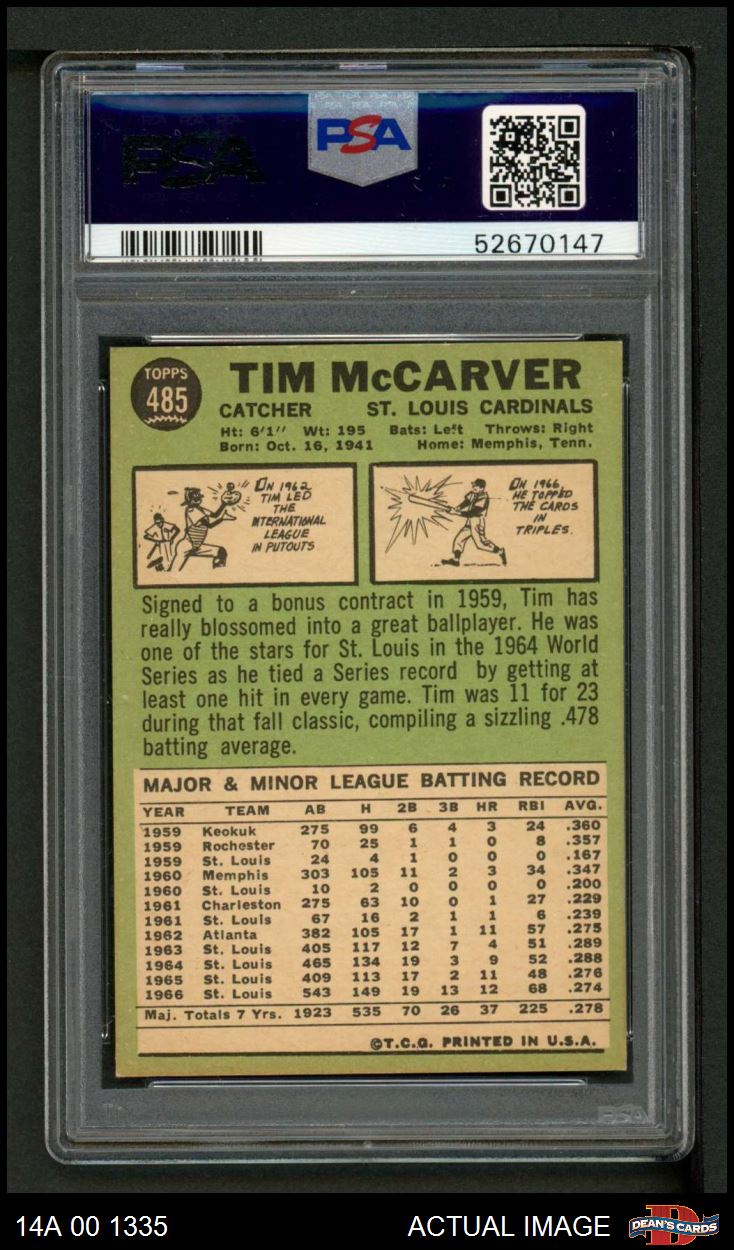 PSA
PSA
52670147
TOPPS
485
TIM McCARVER
CATCHER ST. LOUIS CARDINALS
Ht: 6'1" Wt: 195 Bats: Left Throws: Right
Born: Oct. 16, 1941 Home: Memphis, Tenn.
ON 1962
TIM LED
THE
INTERNATIONAL
LEAGUE
IN PUTOUTS
ON 1966,
HE TOPPED
THE CARDS
IN
TRIPLES.
Signed to a bonus contract in 1959, Tim has
really blossomed into a great ballplayer. He was
one of the stars for St. Louis in the 1964 World
Series as he tied a Series record by getting at
least one hit in every game. Tim was 11 for 23
during that fall classic, compiling a sizzling .478
batting average.
MAJOR & MINOR LEAGUE BATTING RECORD
YEAR TEAM AB H 2B 3B HR RBI AVG.
1959 Keokuk 275 99 6 4 3 24 .360
1959 Rochester 70 25 1 1 0 8 .357
1959 St. Louis 24 4 1 0 0 0 .167
1960 Memphis 303 105 11 2 3 34 .347
1960 St. Louis 10 2 0 0 0 0 .200
1961 Charleston 275 63 10 0 1 27 .229
1961 St. Louis 67 16 2 1 1 6 .239
1962 Atlanta 382 105 17 1 11 57 .275
1963 St. Louis 405 117 12 7 4 51 .289
1964 St. Louis 465 134 19 3 9 52 .288
1965 St. Louis 409 113 17 2 11 48 .276
1966 St. Louis 543 149 19 13 12 68 .274
Maj. Totals 7 Yrs. 1923 535 70 26 37 225 .278
©T.C.G. PRINTED IN U.S.A.
PSA
14A 00 1335 ACTUAL IMAGE DEAN'S CARDS